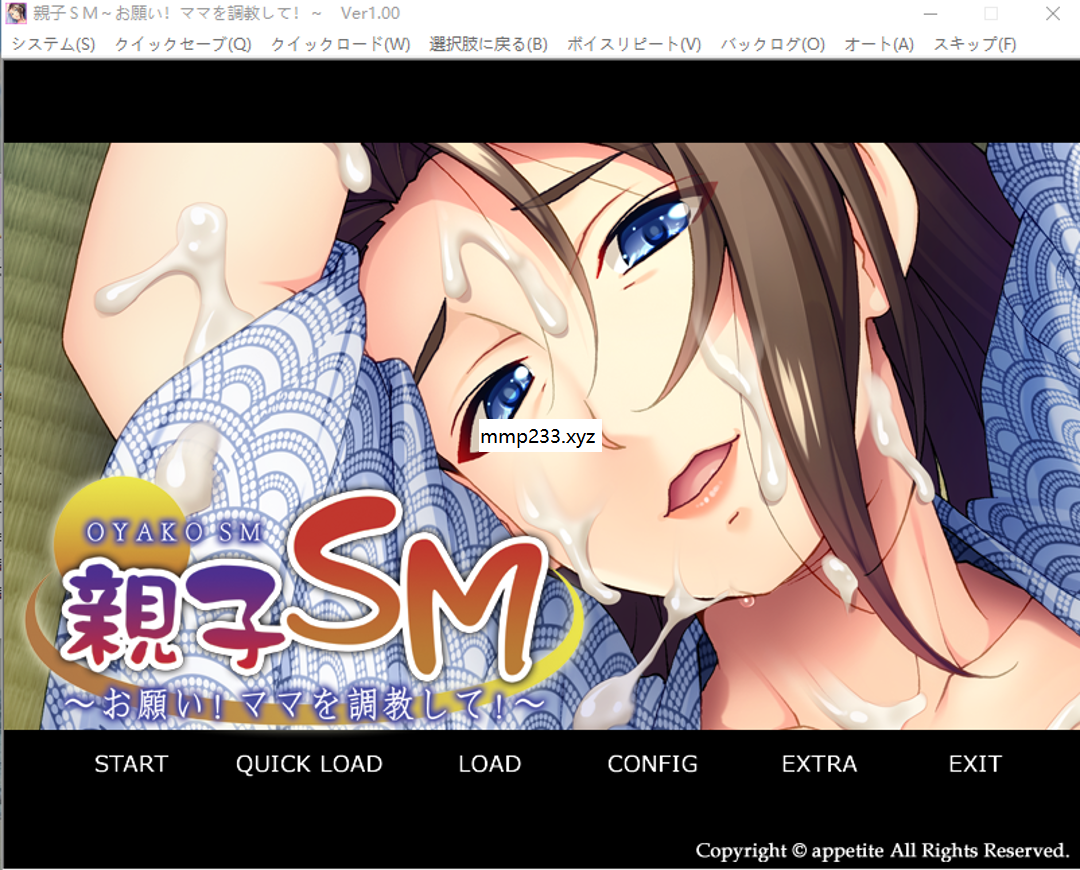 親子SM～お願い！ママを調教して！～　Ver1.00
システム(S)　クイックセーブ(Q)　クイックロード(W)　選択肢に戻る(B)　ボイスリピート(V)　バックログ(O)　オート(A)　スキップ(F)
mmp233.xyz
OYAKO SM
親子SM
～お願い！ママを調教して！～
START　QUICK LOAD　LOAD　CONFIG　EXTRA　EXIT
Copyright © appetite All Rights Reserved.